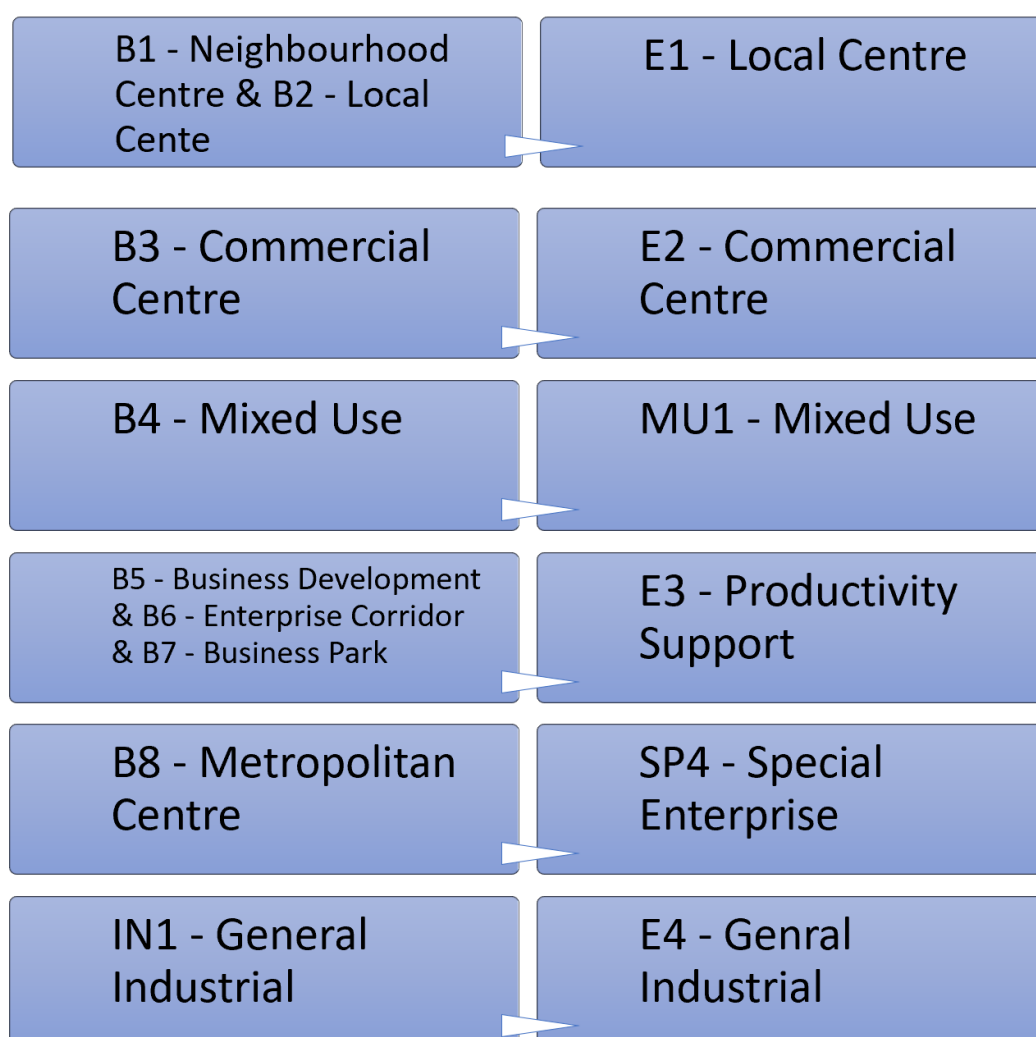 B1 - Neighbourhood
Centre & B2 - Local
Cente
E1 - Local Centre
B3 - Commercial
Centre
E2 - Commercial
Centre
B4 - Mixed Use
MU1 - Mixed Use
B5 - Business Development
& B6 - Enterprise Corridor
& B7 - Business Park
E3 - Productivity
Support
B8 - Metropolitan
Centre
SP4 - Special
Enterprise
IN1 - General
Industrial
E4 - Genral
Industrial